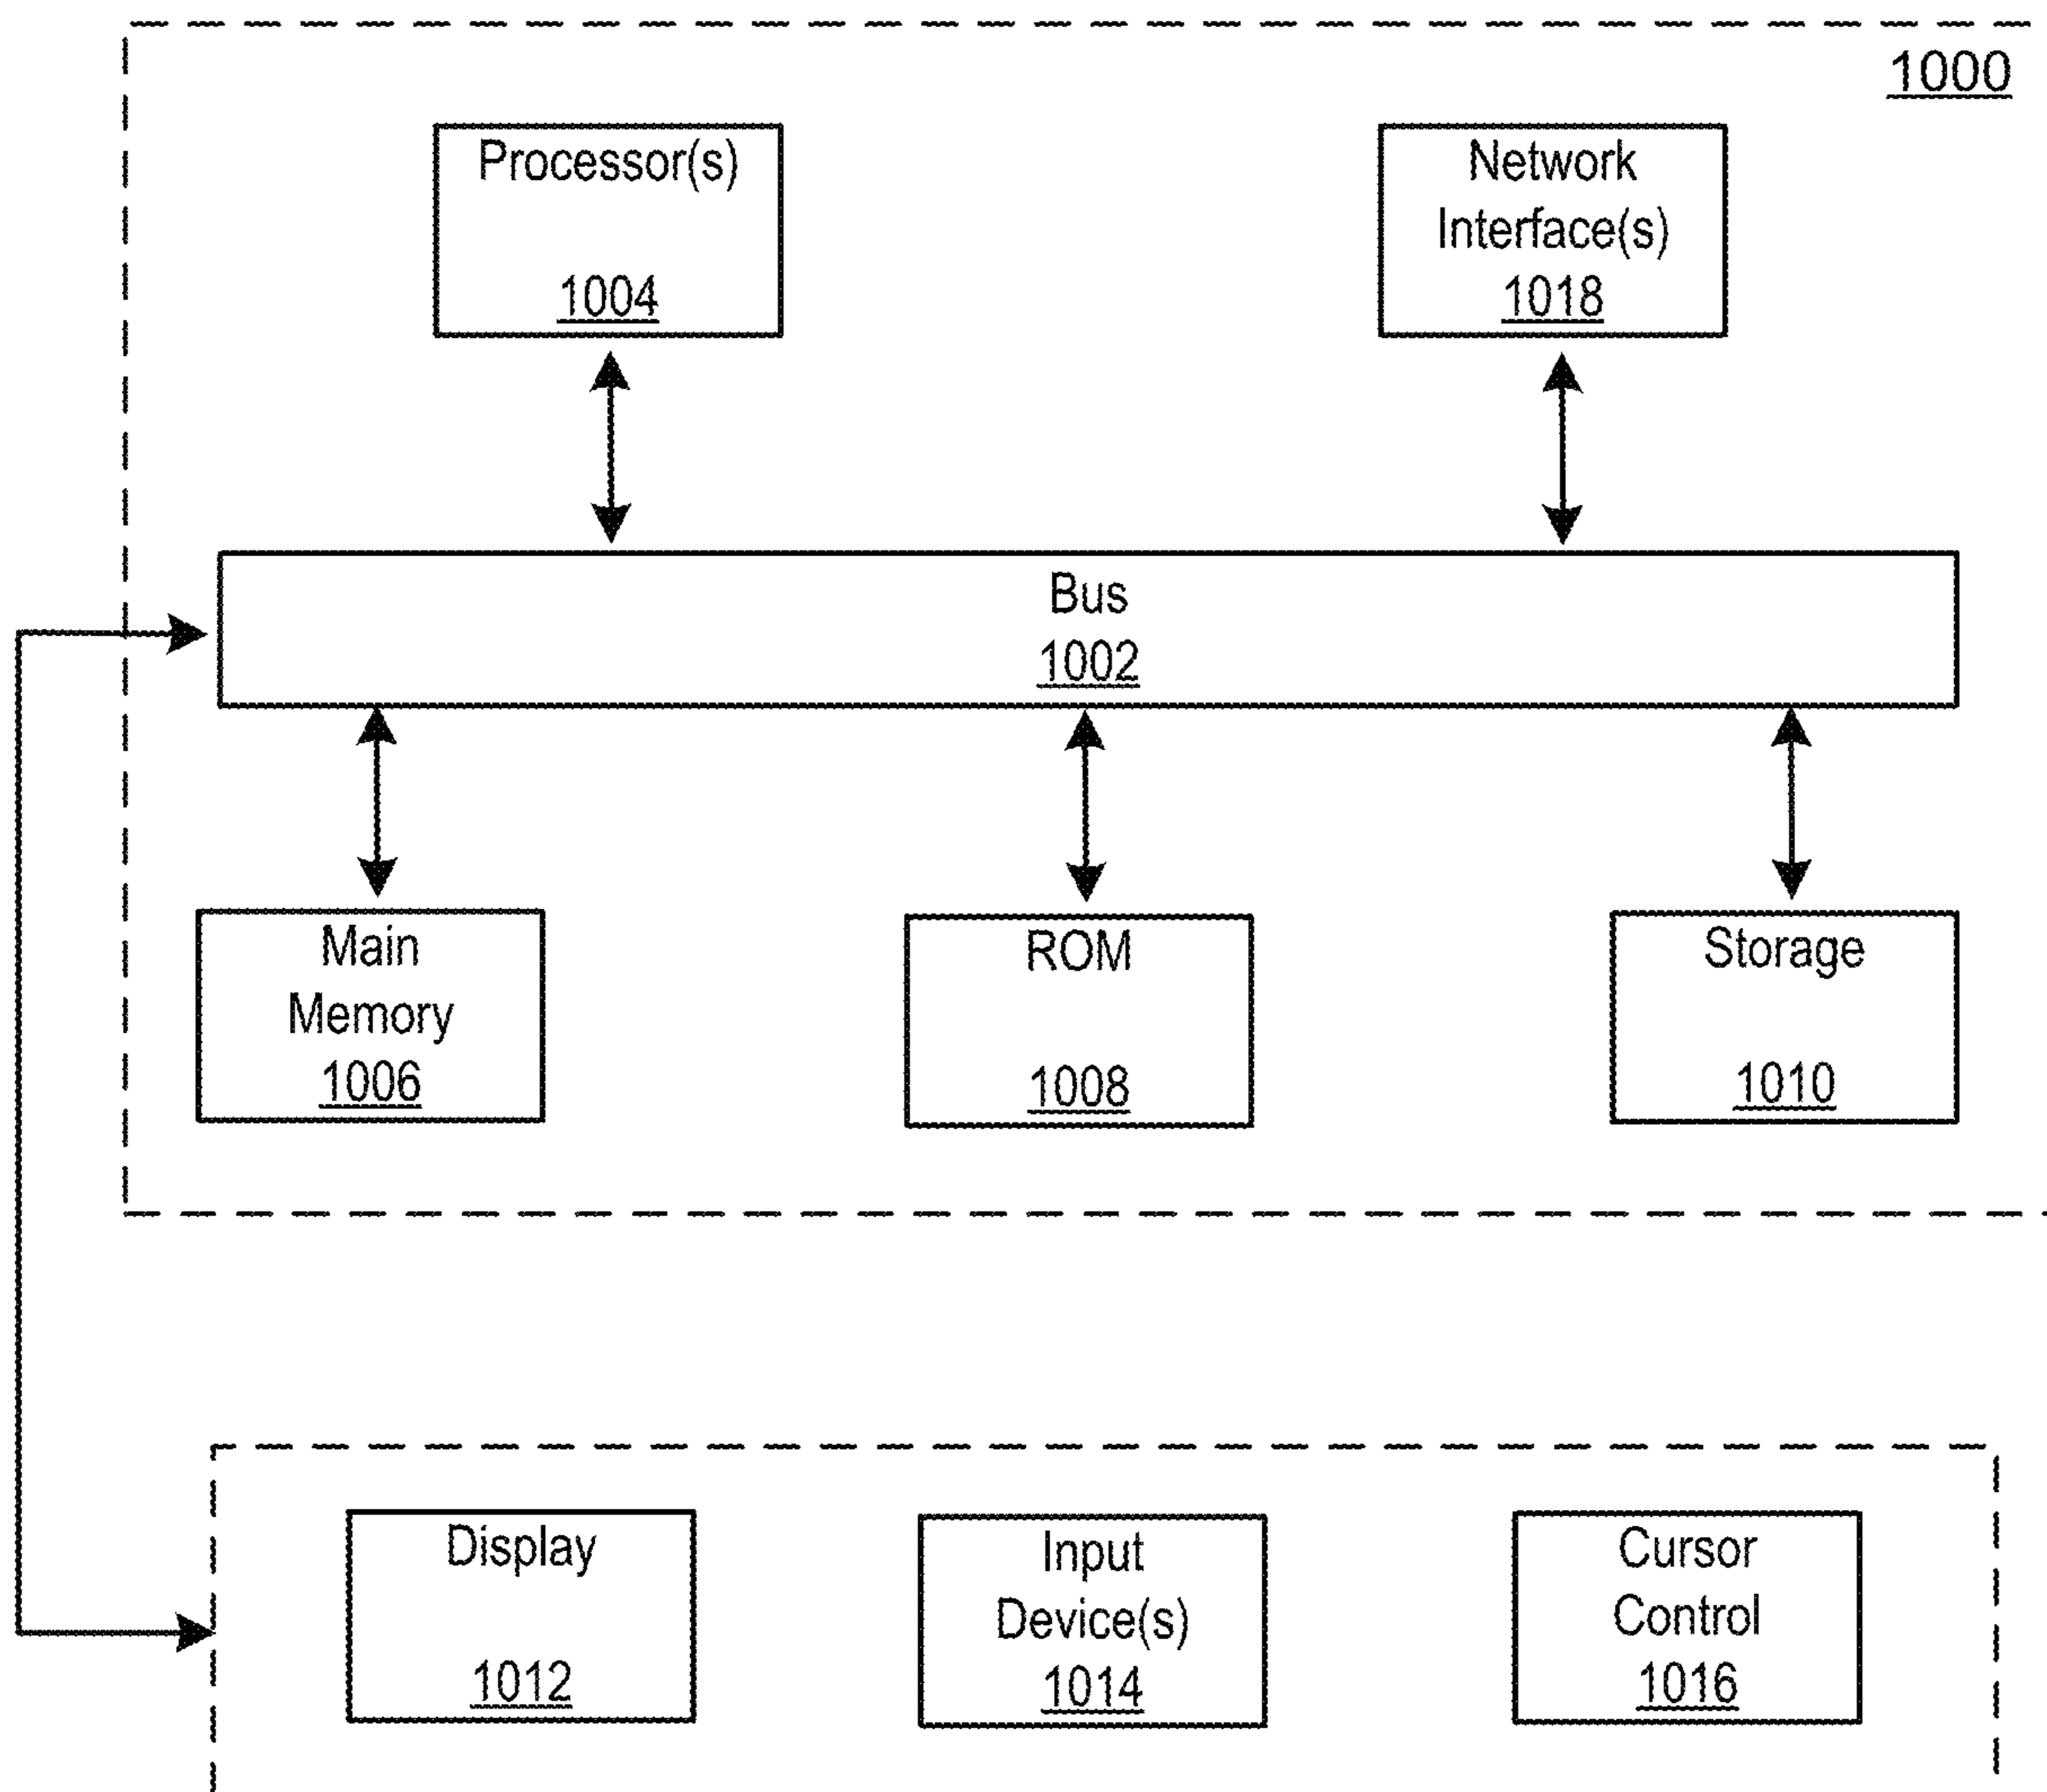 1000
Processor(s)
1004
Network
Interface(s)
1018
Bus
1002
Main
Memory
1006
ROM
1008
Storage
1010
Display
1012
Input
Device(s)
1014
Cursor
Control
1016